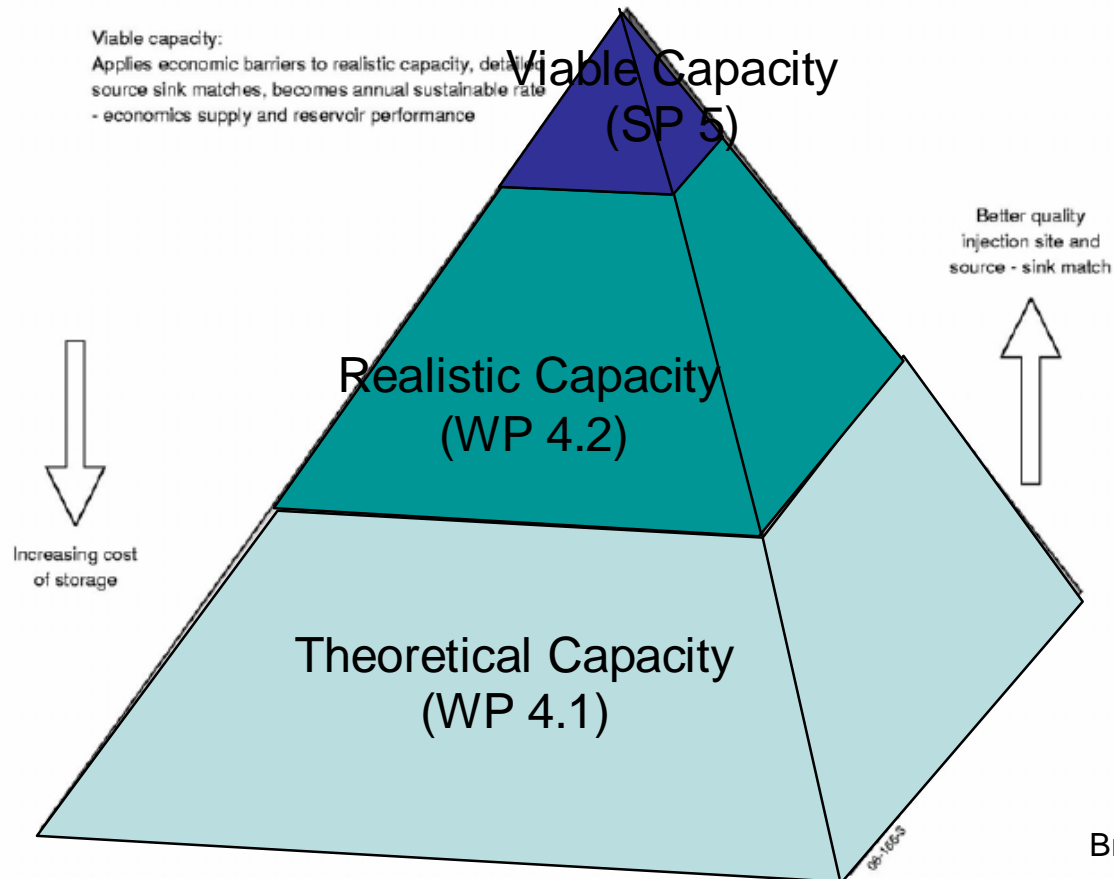 Viable capacity:
Applies economic barriers to realistic capacity, detailed
source sink matches, becomes annual sustainable rate
- economics supply and reservoir performance
Viable Capacity
(SP 5)
Better quality
injection site and
source - sink match
Realistic Capacity
(WP 4.2)
Increasing cost
of storage
Theoretical Capacity
(WP 4.1)